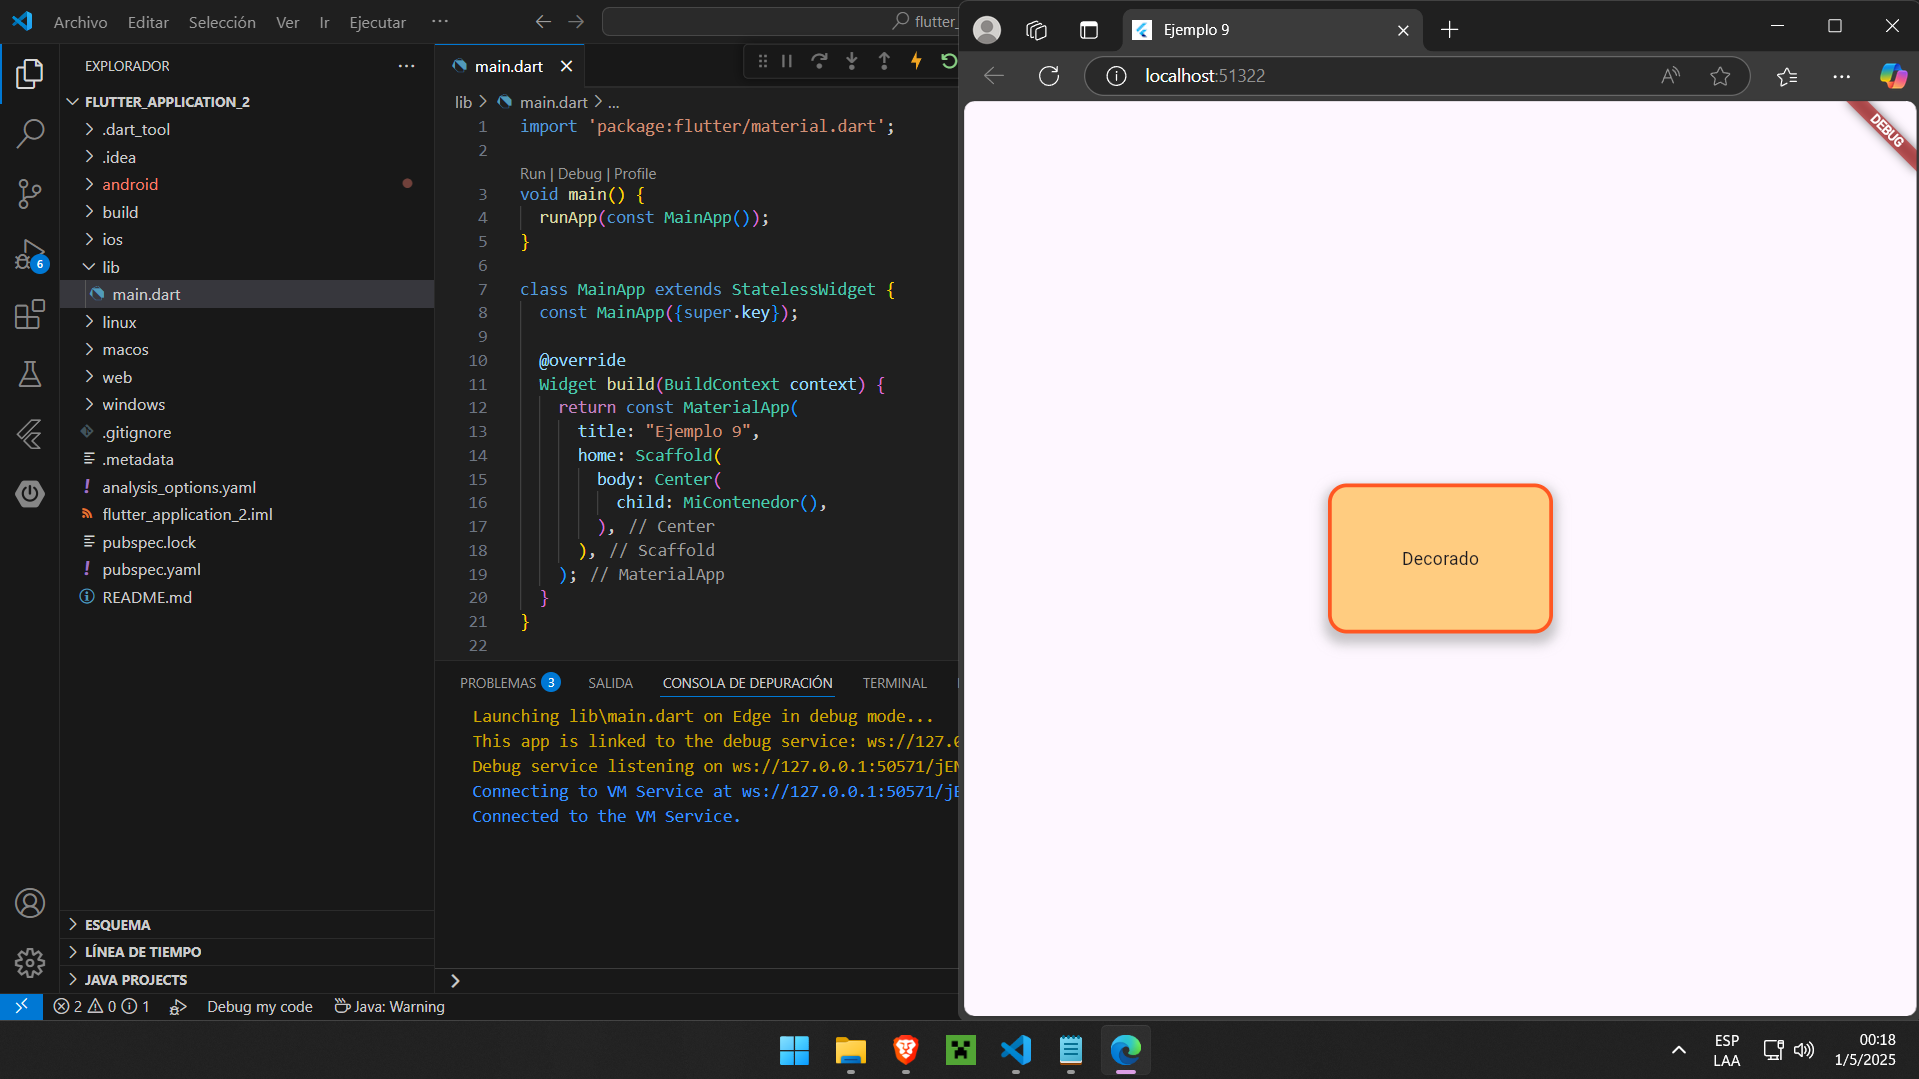 Archivo Editar Selección Ver Ir Ejecutar ···
flutter_
EXPLORADOR
FLUTTER_APPLICATION_2
.dart_tool
.idea
android
build
ios
lib
main.dart
linux
macos
web
windows
.gitignore
.metadata
analysis_options.yaml
flutter_application_2.iml
pubspec.lock
pubspec.yaml
README.md
ESQUEMA
LÍNEA DE TIEMPO
JAVA PROJECTS
6
main.dart
lib > main.dart > ...
1 import 'package:flutter/material.dart';
2
Run | Debug | Profile
3 void main() {
4 runApp(const MainApp());
5 }
6
7 class MainApp extends StatelessWidget {
8 const MainApp({super.key});
9
10 @override
11 Widget build(BuildContext context) {
12 return const MaterialApp(
13 title: "Ejemplo 9",
14 home: Scaffold(
15 body: Center(
16 child: MiContenedor(),
17 ), // Center
18 ), // Scaffold
19 ); // MaterialApp
20 }
21 }
22
PROBLEMAS 3 SALIDA CONSOLA DE DEPURACIÓN TERMINAL
Launching lib\main.dart on Edge in debug mode...
This app is linked to the debug service: ws://127.0
Debug service listening on ws://127.0.0.1:50571/jEM
Connecting to VM Service at ws://127.0.0.1:50571/jE
Connected to the VM Service.
2 0 1 Debug my code Java: Warning
Ejemplo 9
localhost:51322
DEBUG
Decorado
ESP
LAA
00:18
1/5/2025